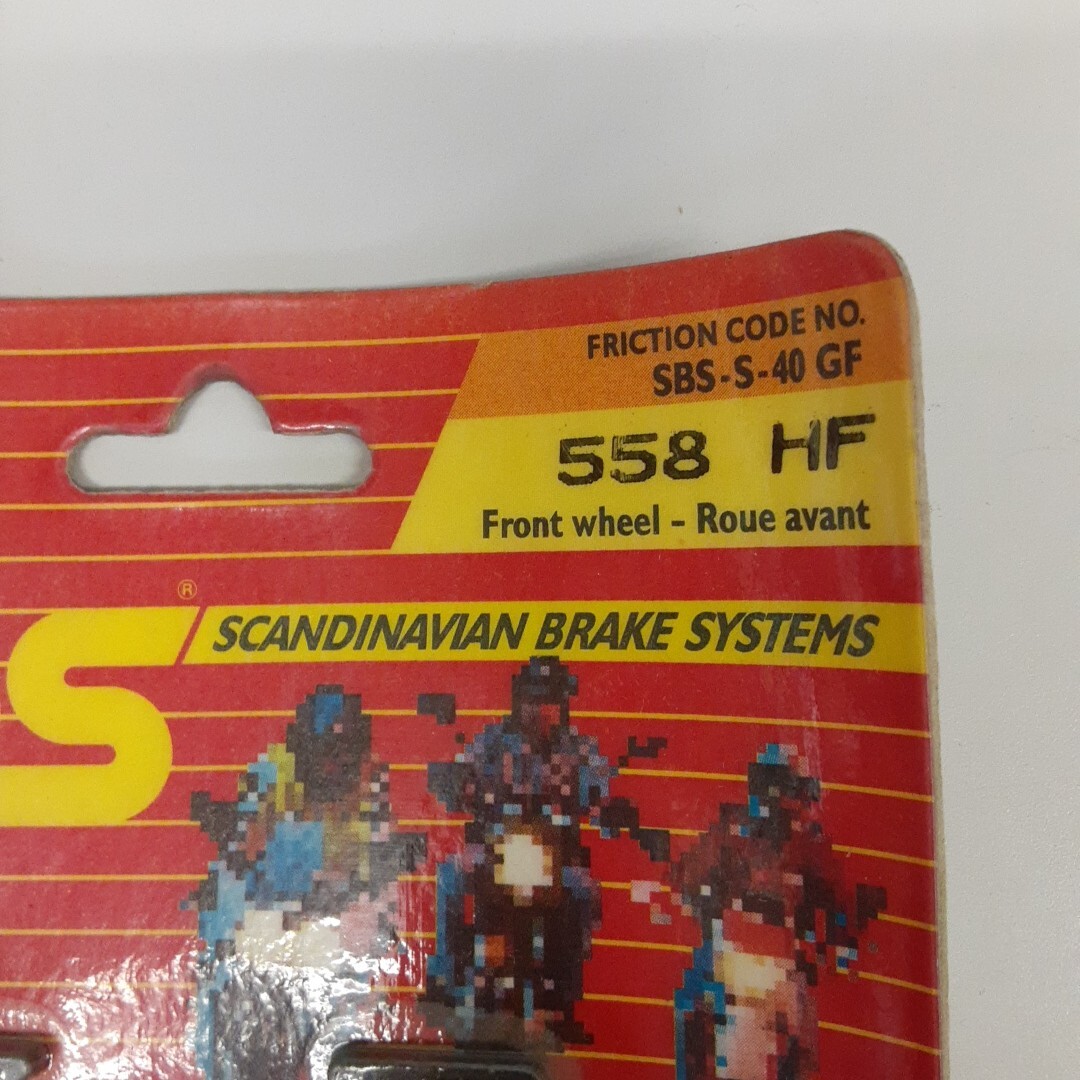 FRICTION CODE NO.
SBS-S-40 GF
558 HF
Front wheel - Roue avant
S®
SCANDINAVIAN BRAKE SYSTEMS